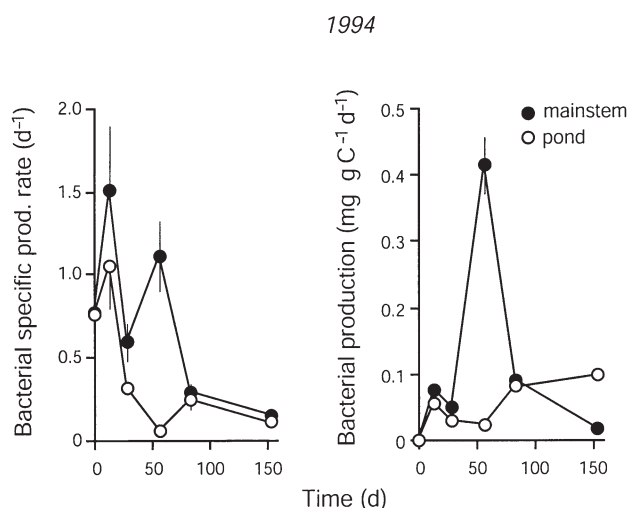 1994
Bacterial specific prod. rate (d⁻¹)
2.0
1.5
1.0
0.5
0
0 50 100 150
Bacterial production (mg g C⁻¹ d⁻¹)
0.5
0.4
0.3
0.2
0.1
0
0 50 100 150
mainstem
pond
Time (d)